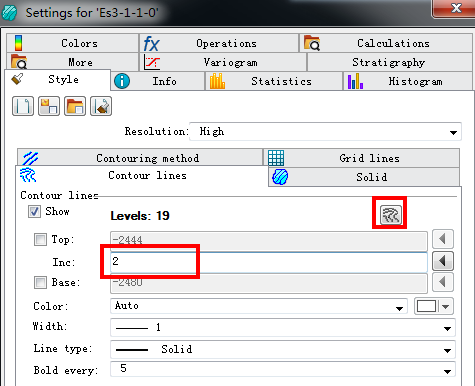 Settings for 'Es3-1-1-0'
Colors
Operations
Calculations
More
Variogram
Stratigraphy
Style
Info
Statistics
Histogram
Resolution: High
Contouring method
Grid lines
Contour lines
Solid
Contour lines
Show
Levels: 19
Top: -2444
Inc: 2
Base: -2480
Color: Auto
Width: 1
Line type: Solid
Bold every: 5